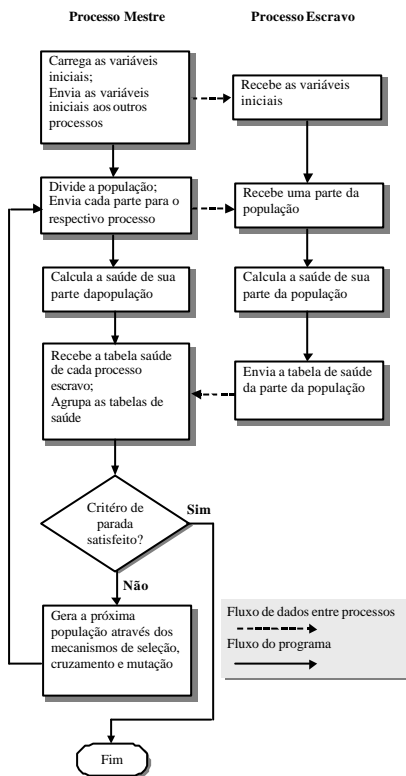 Processo Mestre
Processo Escravo
Carrega as variáveis
iniciais;
Envia as variáveis
iniciais aos outros
processos
Recebe as variáveis
iniciais
Divide a população;
Envia cada parte para o
respectivo processo
Recebe uma parte da
população
Calcula a saúde de sua
parte dapopulação
Calcula a saúde de sua
parte da população
Recebe a tabela saúde
de cada processo
escravo;
Agrupa as tabelas de
saúde
Envia a tabela de saúde
da parte da população
Critéro de
parada
satisfeito?
Sim
Não
Gera a próxima
população através dos
mecanismos de seleção,
cruzamento e mutação
Fluxo de dados entre processos
Fluxo do programa
Fim